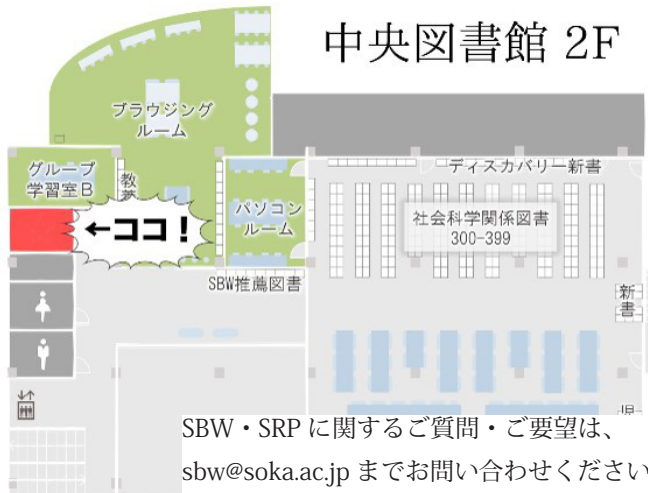 中央図書館 2F
ブラウジング
ルーム
グループ
学習室B
教
←ココ！
パソコン
ルーム
ディスカバリー新書
社会科学関係図書
300-399
SBW推薦図書
新
書
児
SBW・SRP に関するご質問・ご要望は、
sbw@soka.ac.jp までお問い合わせください